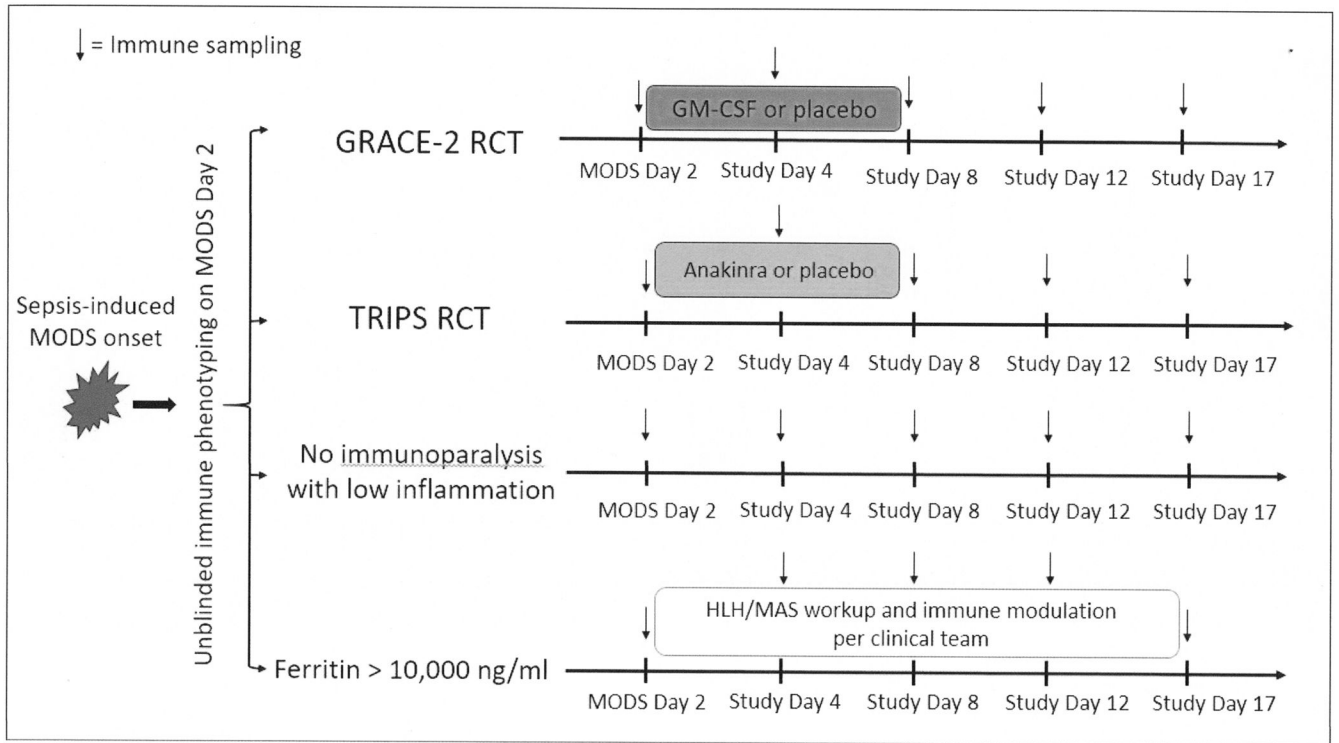 ↓ = Immune sampling
Sepsis-induced
MODS onset
Unblinded immune phenotyping on MODS Day 2
GRACE-2 RCT
GM-CSF or placebo
MODS Day 2 Study Day 4 Study Day 8 Study Day 12 Study Day 17
TRIPS RCT
Anakinra or placebo
MODS Day 2 Study Day 4 Study Day 8 Study Day 12 Study Day 17
No immunoparalysis
with low inflammation
MODS Day 2 Study Day 4 Study Day 8 Study Day 12 Study Day 17
HLH/MAS workup and immune modulation
per clinical team
Ferritin > 10,000 ng/ml
MODS Day 2 Study Day 4 Study Day 8 Study Day 12 Study Day 17